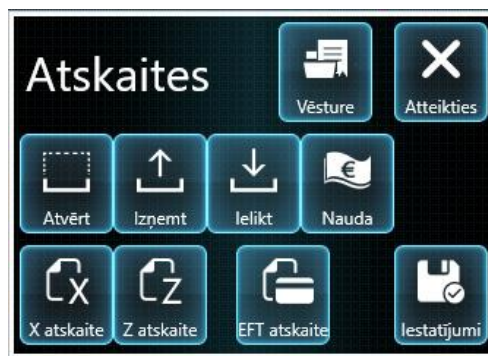 Atskaites
Vēsture
Atteikties
Atvērt
Izņemt
Ielikt
Nauda
X atskaite
Z atskaite
EFT atskaite
Iestatījumi